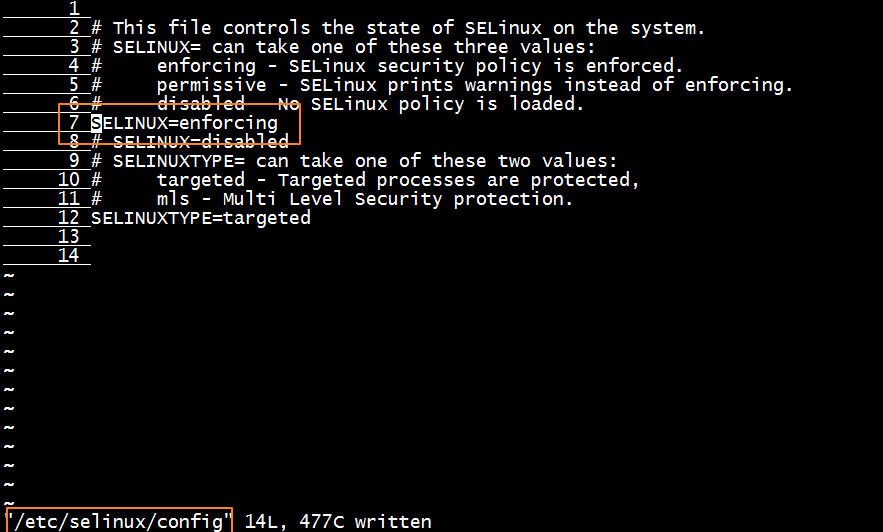 1
2 # This file controls the state of SELinux on the system.
3 # SELINUX= can take one of these three values:
4 #     enforcing - SELinux security policy is enforced.
5 #     permissive - SELinux prints warnings instead of enforcing.
6 #     disabled - No SELinux policy is loaded.
7 SELINUX=enforcing
8 # SELINUX=disabled
9 # SELINUXTYPE= can take one of these two values:
10 #     targeted - Targeted processes are protected,
11 #     mls - Multi Level Security protection.
12 SELINUXTYPE=targeted
13
14
~
~
~
~
~
~
~
~
~
~
~
~
~
"/etc/selinux/config" 14L, 477C written